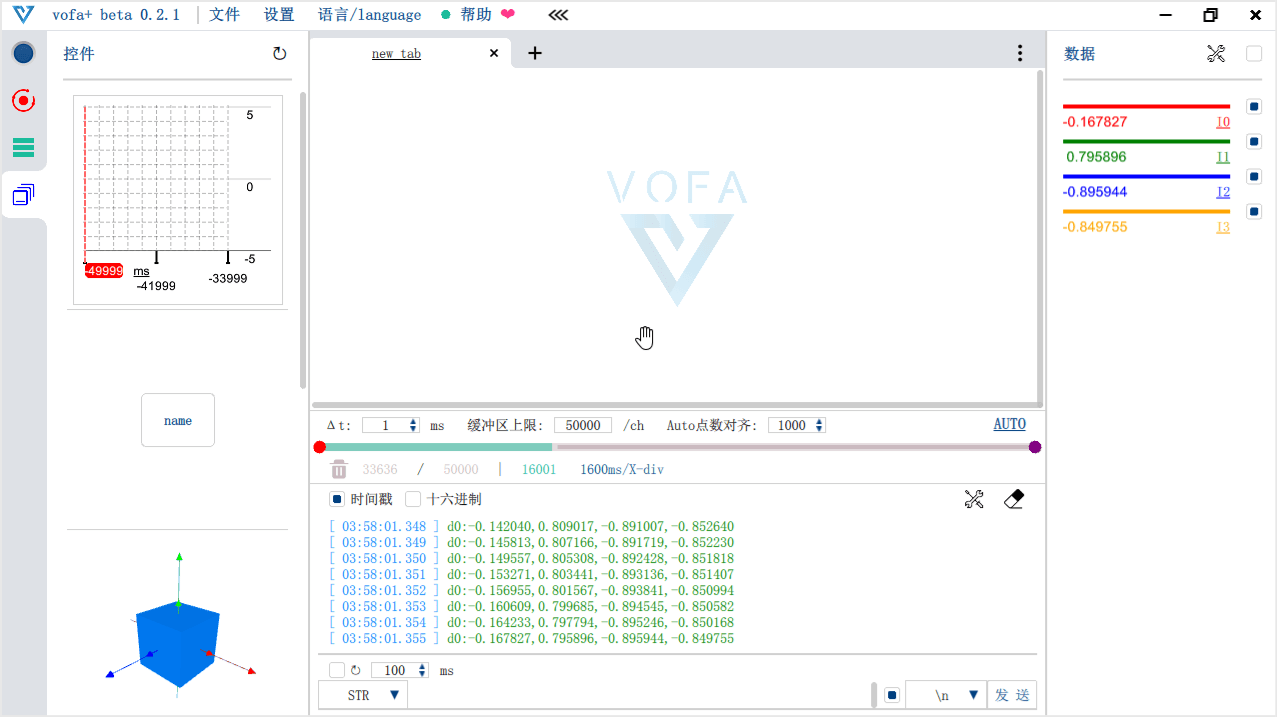 vofa+ beta 0.2.1 文件 设置 语言/language 帮助
控件
5
0
-5
-49999 ms -41999 -33999
name
new tab
VOFA
Δt: 1 ms 缓冲区上限: 50000 /ch Auto点数对齐: 1000 AUTO
33636 / 50000 | 16001 1600ms/X-div
时间戳 十六进制
[ 03:58:01.348 ] d0:-0.142040,0.809017,-0.891007,-0.852640
[ 03:58:01.349 ] d0:-0.145813,0.807166,-0.891719,-0.852230
[ 03:58:01.350 ] d0:-0.149557,0.805308,-0.892428,-0.851818
[ 03:58:01.351 ] d0:-0.153271,0.803441,-0.893136,-0.851407
[ 03:58:01.352 ] d0:-0.156955,0.801567,-0.893841,-0.850994
[ 03:58:01.353 ] d0:-0.160609,0.799685,-0.894545,-0.850582
[ 03:58:01.354 ] d0:-0.164233,0.797794,-0.895246,-0.850168
[ 03:58:01.355 ] d0:-0.167827,0.795896,-0.895944,-0.849755
100 ms
STR \n 发 送
数据
-0.167827 I0
0.795896 I1
-0.895944 I2
-0.849755 I3